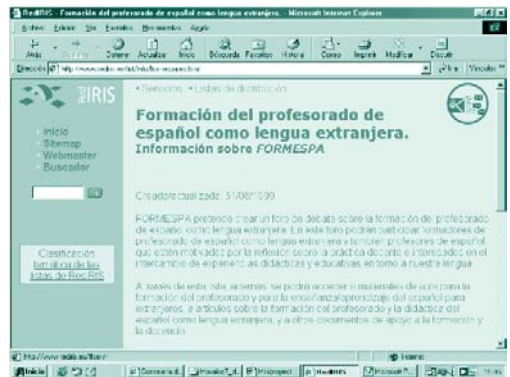 RedIRIS - Formación del profesorado de español como lengua extranjera. - Microsoft Internet Explorer
Archivo Edición Ver Favoritos Herramientas Ayuda
Atrás Detener Actualizar Inicio Búsqueda Favoritos Historial Correo Imprimir Modificar Discutir
Dirección Ir a Vínculos
RedIRIS
• Servicios • Listas de distribución
Formación del profesorado de
español como lengua extranjera.
Información sobre FORMESPA
Inicio
Sitemap
Webmaster
Buscador
Creada/actualizada: 31/08/1999
FORMESPA pretende crear un foro de debate sobre la formación del profesorado
de español como lengua extranjera. En este foro podrán participar formadores de
profesorado de español como lengua extranjera y también profesores de español
que estén motivados por la reflexión sobre la práctica docente e interesados en el
intercambio de experiencias didácticas y educativas en torno a nuestra lengua.
Clasificación
temática de las
listas de RedIRIS
A través de esta lista, además, se podrá acceder a materiales de aula para la
formación del profesorado y para la enseñanza/aprendizaje del español para
extranjeros, a artículos sobre la formación del profesorado y la didáctica del
español como lengua extranjera, y a otros documentos de apoyo a la formación y
la docencia.
Internet
Inicio RedIRIS